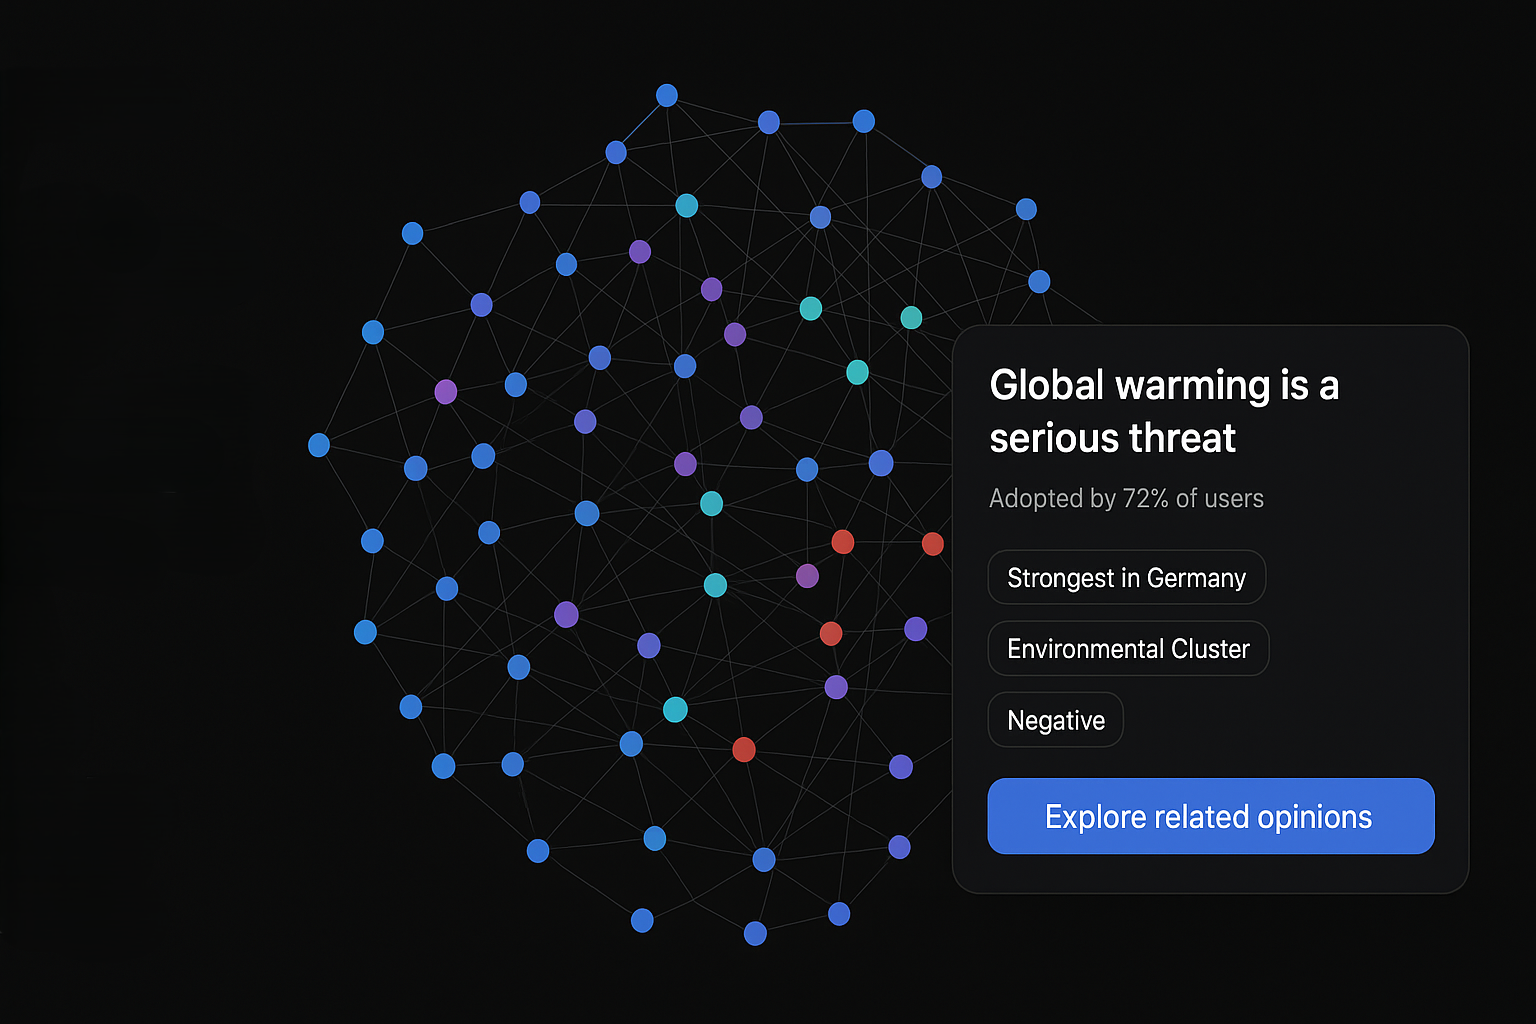 Global warming is a
serious threat
Adopted by 72% of users
Strongest in Germany
Environmental Cluster
Negative
Explore related opinions